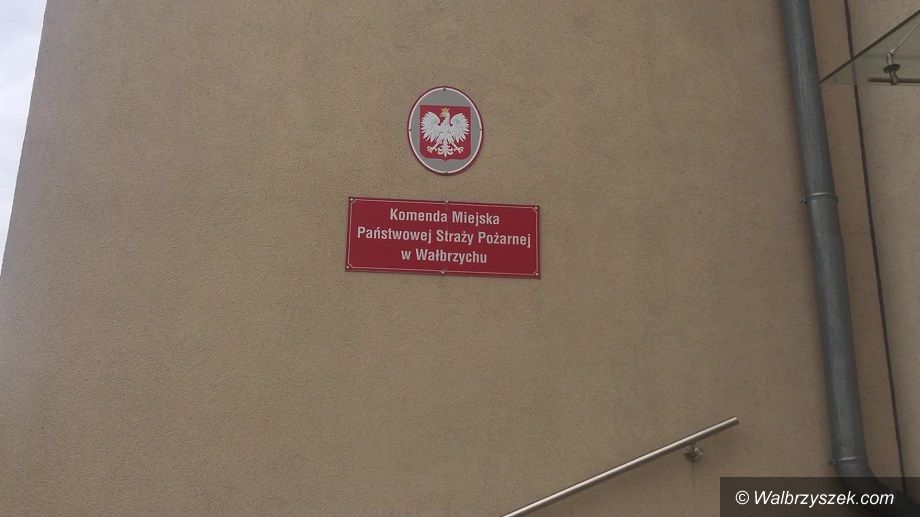 Komenda Miejska
Państwowej Straży Pożarnej
w Wałbrzychu
© Walbrzyszek.com